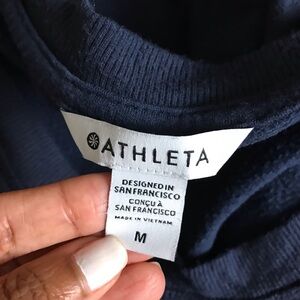 ATHLETA
DESIGNED IN
SAN FRANCISCO
CONÇU À
SAN FRANCISCO
MADE IN VIETNAM
M